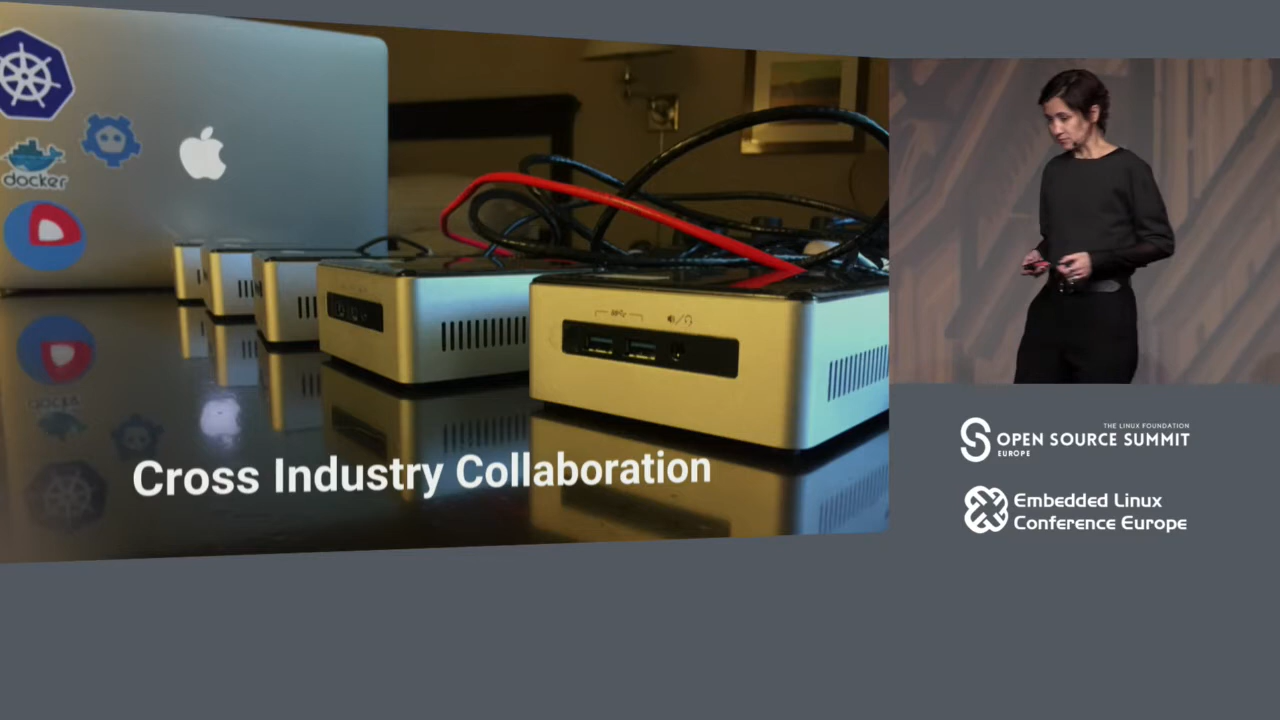 docker
Cross Industry Collaboration
THE LINUX FOUNDATION
OPEN SOURCE SUMMIT
EUROPE
Embedded Linux
Conference Europe